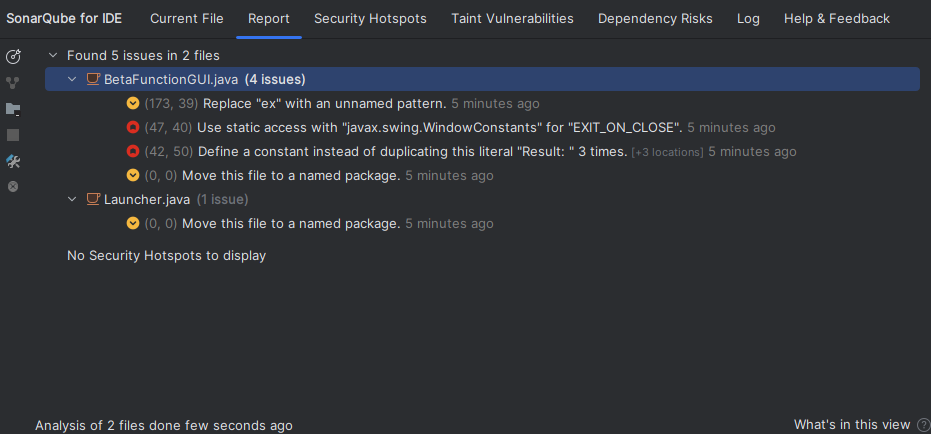 SonarQube for IDE Current File Report Security Hotspots Taint Vulnerabilities Dependency Risks Log Help & Feedback
Found 5 issues in 2 files
BetaFunctionGUI.java (4 issues)
(173, 39) Replace "ex" with an unnamed pattern. 5 minutes ago
(47, 40) Use static access with "javax.swing.WindowConstants" for "EXIT_ON_CLOSE". 5 minutes ago
(42, 50) Define a constant instead of duplicating this literal "Result: " 3 times. [+3 locations] 5 minutes ago
(0, 0) Move this file to a named package. 5 minutes ago
Launcher.java (1 issue)
(0, 0) Move this file to a named package. 5 minutes ago
No Security Hotspots to display
Analysis of 2 files done few seconds ago What's in this view ?